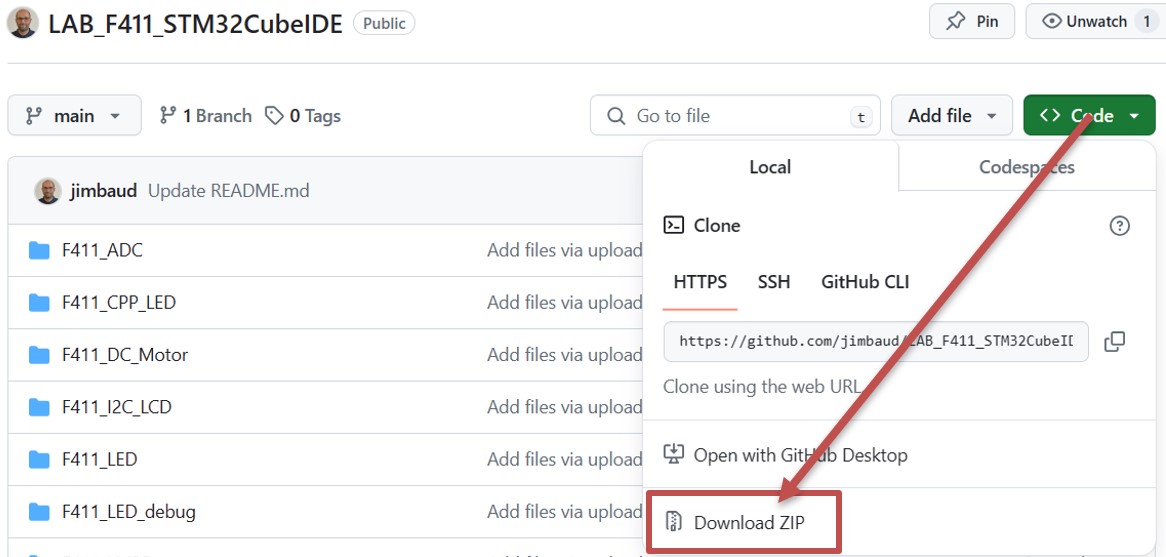 LAB_F411_STM32CubeIDE Public Pin Unwatch 1
main 1 Branch 0 Tags Go to file t Add file Code
Local Codespaces
jimbaud Update README.md
Clone
F411_ADC Add files via upload
HTTPS SSH GitHub CLI
F411_CPP_LED Add files via upload
https://github.com/jimbaud/LAB_F411_STM32CubeI
F411_DC_Motor Add files via upload
Clone using the web URL.
F411_I2C_LCD Add files via upload
Open with GitHub Desktop
F411_LED Add files via upload
F411_LED_debug Add files via upload
Download ZIP